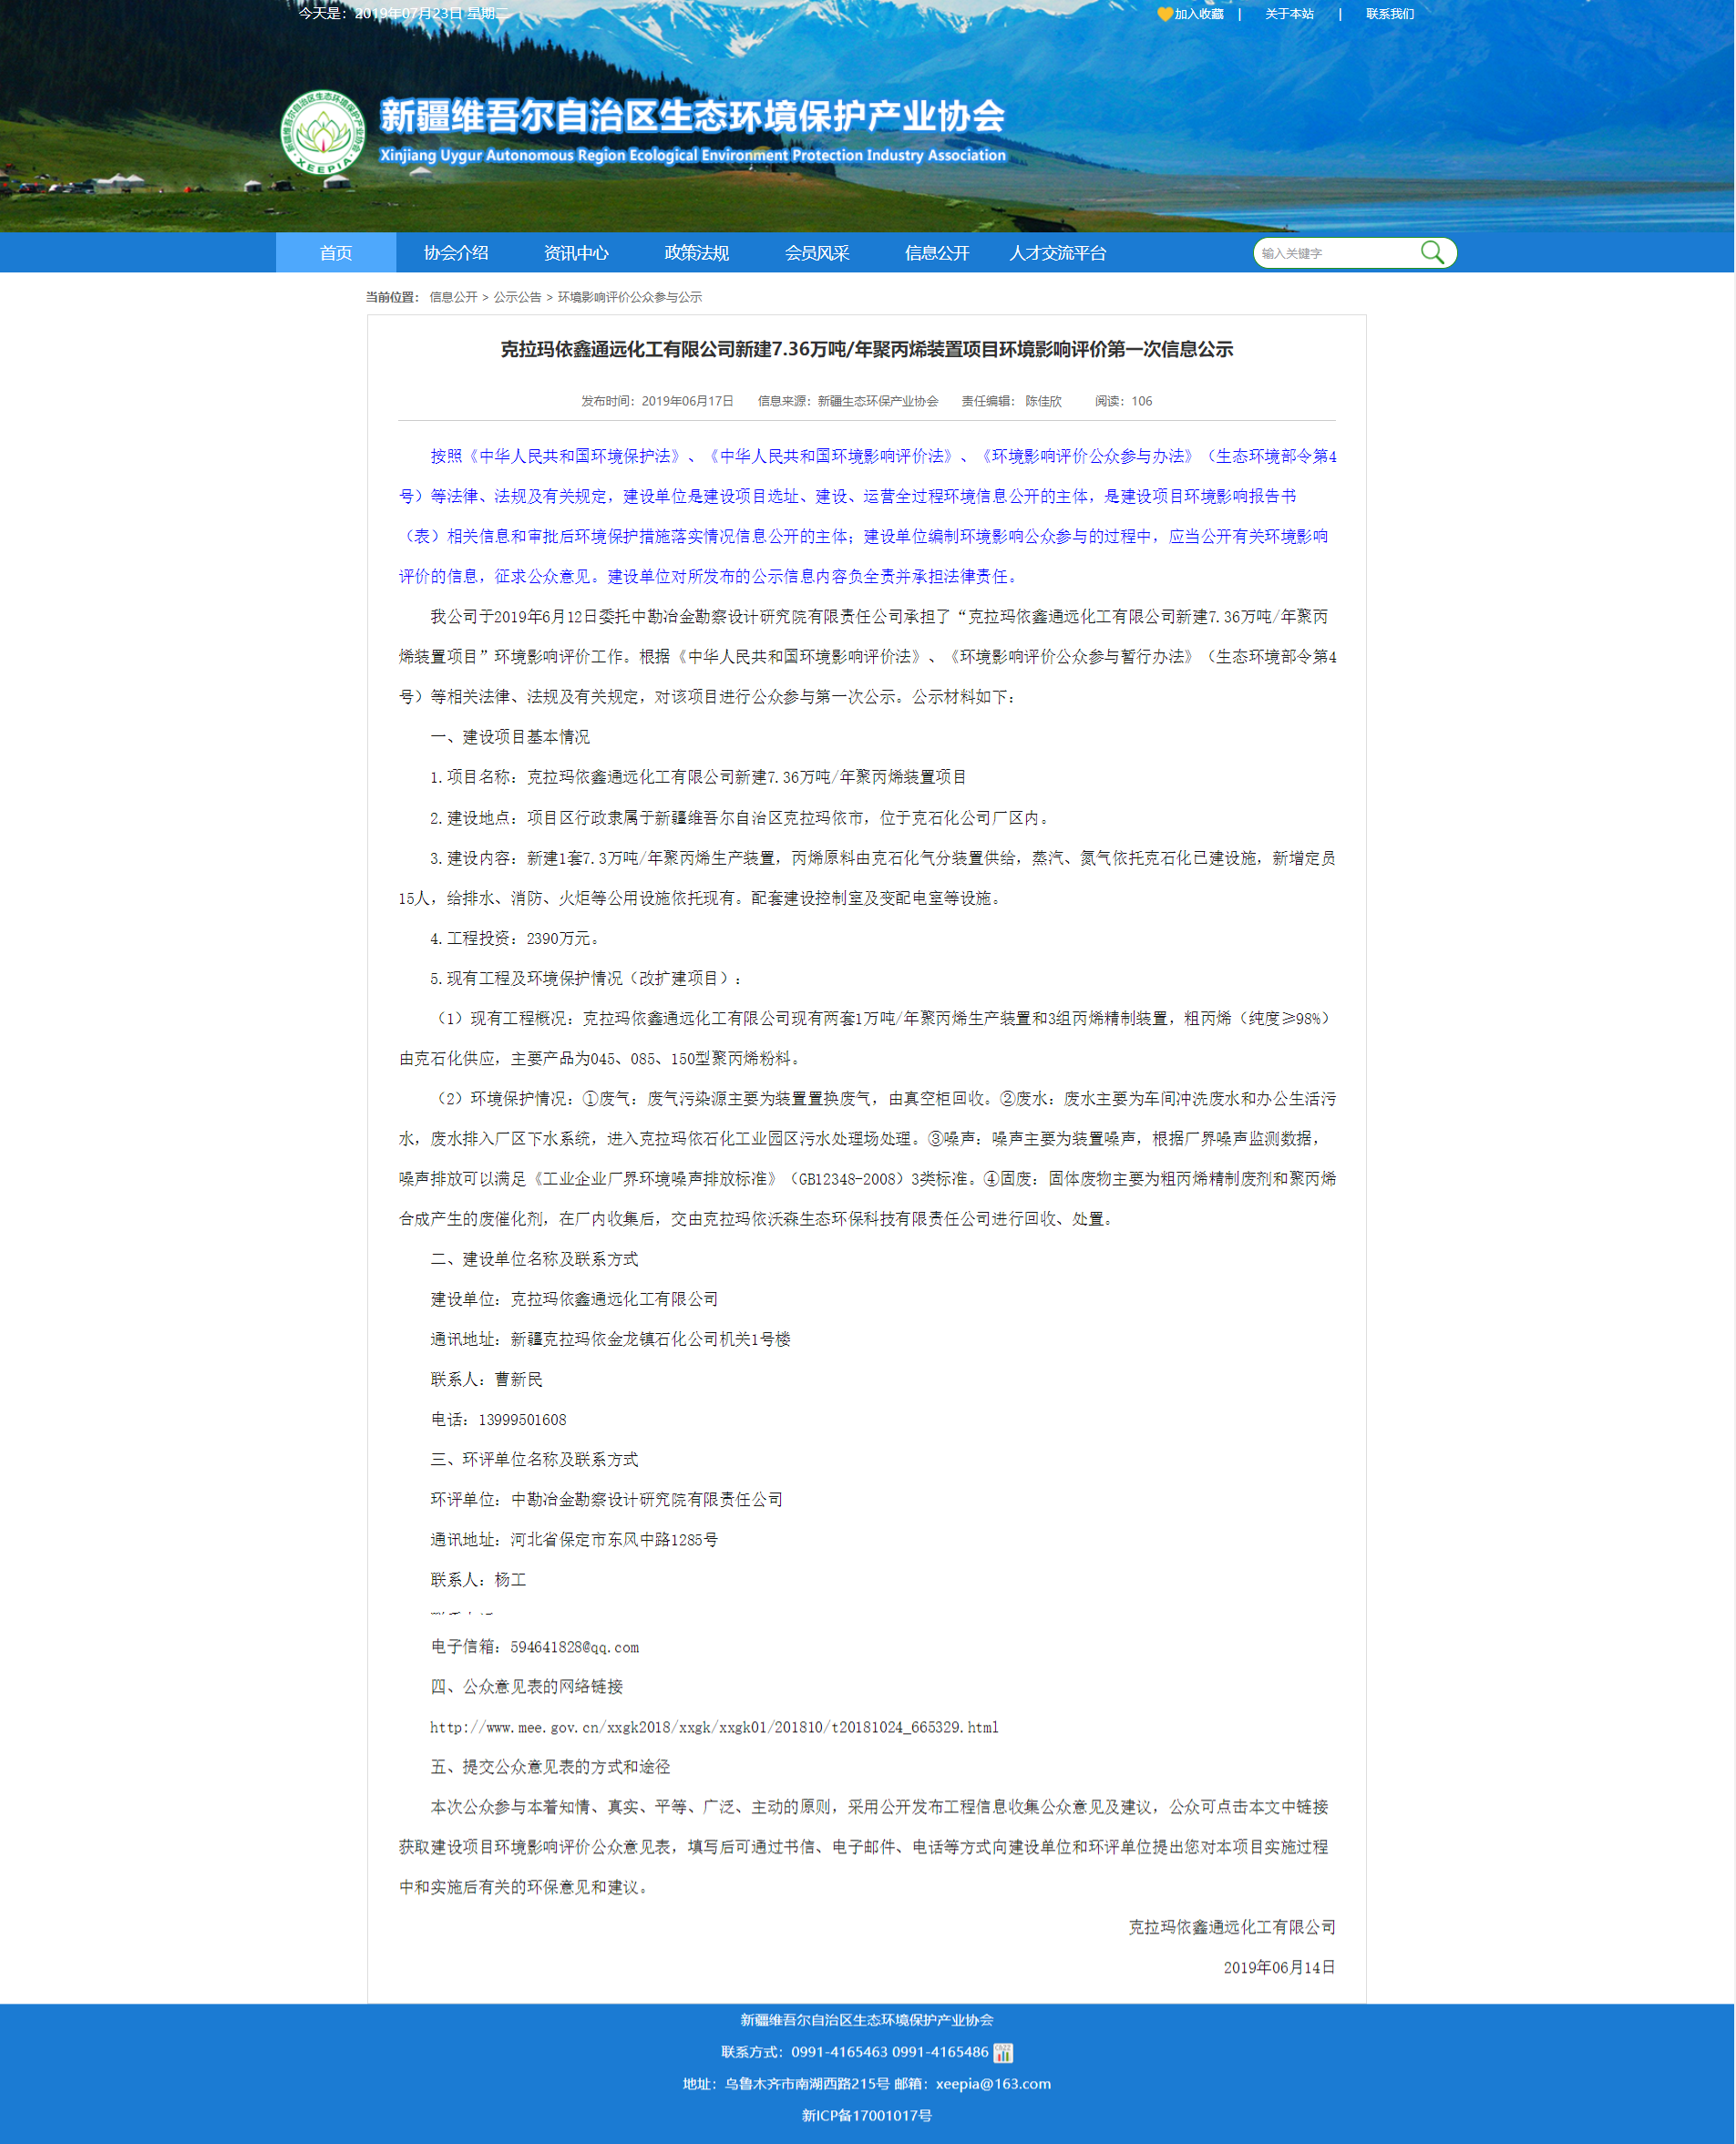 今天是：2019年07月23日 星期二
加入收藏 | 关于本站 | 联系我们
新疆维吾尔自治区生态环境保护产业协会
Xinjiang Uygur Autonomous Region Ecological Environment Protection Industry Association
XEEPIA
首页 协会介绍 资讯中心 政策法规 会员风采 信息公开 人才交流平台 输入关键字
当前位置： 信息公开 > 公示公告 > 环境影响评价公众参与公示
克拉玛依鑫通远化工有限公司新建7.36万吨/年聚丙烯装置项目环境影响评价第一次信息公示
发布时间：2019年06月17日 信息来源：新疆生态环保产业协会 责任编辑： 陈佳欣 阅读：106
按照《中华人民共和国环境保护法》、《中华人民共和国环境影响评价法》、《环境影响评价公众参与办法》（生态环境部令第4
号）等法律、法规及有关规定，建设单位是建设项目选址、建设、运营全过程环境信息公开的主体，是建设项目环境影响报告书
（表）相关信息和审批后环境保护措施落实情况信息公开的主体；建设单位编制环境影响公众参与的过程中，应当公开有关环境影响
评价的信息，征求公众意见。建设单位对所发布的公示信息内容负全责并承担法律责任。
我公司于2019年6月12日委托中勘冶金勘察设计研究院有限责任公司承担了“克拉玛依鑫通远化工有限公司新建7.36万吨/年聚丙
烯装置项目”环境影响评价工作。根据《中华人民共和国环境影响评价法》、《环境影响评价公众参与暂行办法》（生态环境部令第4
号）等相关法律、法规及有关规定，对该项目进行公众参与第一次公示。公示材料如下：
一、建设项目基本情况
1.项目名称：克拉玛依鑫通远化工有限公司新建7.36万吨/年聚丙烯装置项目
2.建设地点：项目区行政隶属于新疆维吾尔自治区克拉玛依市，位于克石化公司厂区内。
3.建设内容：新建1套7.3万吨/年聚丙烯生产装置，丙烯原料由克石化气分装置供给，蒸汽、氮气依托克石化已建设施，新增定员
15人，给排水、消防、火炬等公用设施依托现有。配套建设控制室及变配电室等设施。
4.工程投资：2390万元。
5.现有工程及环境保护情况（改扩建项目）：
（1）现有工程概况：克拉玛依鑫通远化工有限公司现有两套1万吨/年聚丙烯生产装置和3组丙烯精制装置，粗丙烯（纯度≥98%）
由克石化供应，主要产品为045、085、150型聚丙烯粉料。
（2）环境保护情况：①废气：废气污染源主要为装置置换废气，由真空柜回收。②废水：废水主要为车间冲洗废水和办公生活污
水，废水排入厂区下水系统，进入克拉玛依石化工业园区污水处理场处理。③噪声：噪声主要为装置噪声，根据厂界噪声监测数据，
噪声排放可以满足《工业企业厂界环境噪声排放标准》（GB12348-2008）3类标准。④固废：固体废物主要为粗丙烯精制废剂和聚丙烯
合成产生的废催化剂，在厂内收集后，交由克拉玛依沃森生态环保科技有限责任公司进行回收、处置。
二、建设单位名称及联系方式
建设单位：克拉玛依鑫通远化工有限公司
通讯地址：新疆克拉玛依金龙镇石化公司机关1号楼
联系人：曹新民
电话：13999501608
三、环评单位名称及联系方式
环评单位：中勘冶金勘察设计研究院有限责任公司
通讯地址：河北省保定市东风中路1285号
联系人：杨工
电子信箱：594641828@qq.com
四、公众意见表的网络链接
http://www.mee.gov.cn/xxgk2018/xxgk/xxgk01/201810/t20181024_665329.html
五、提交公众意见表的方式和途径
本次公众参与本着知情、真实、平等、广泛、主动的原则，采用公开发布工程信息收集公众意见及建议，公众可点击本文中链接
获取建设项目环境影响评价公众意见表，填写后可通过书信、电子邮件、电话等方式向建设单位和环评单位提出您对本项目实施过程
中和实施后有关的环保意见和建议。
克拉玛依鑫通远化工有限公司
2019年06月14日
新疆维吾尔自治区生态环境保护产业协会
联系方式：0991-4165463 0991-4165486
地址：乌鲁木齐市南湖西路215号 邮箱：xeepia@163.com
新ICP备17001017号